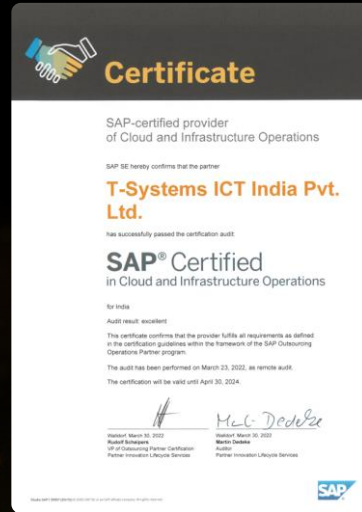 Certificate
SAP-certified provider
of Cloud and Infrastructure Operations
SAP SE hereby confirms that the partner
T-Systems ICT India Pvt.
Ltd.
has successfully passed the certification audit
SAP® Certified
in Cloud and Infrastructure Operations
for India
Audit result: excellent
This certificate confirms that the provider fulfills all requirements as defined
in the certification guidelines within the framework of the SAP Outsourcing
Operations Partner program.
The audit has been performed on March 23, 2022, as remote audit.
The certification will be valid until April 30, 2024.
Walldorf, March 30, 2022
Rudolf Scheipers
VP of Outsourcing Partner Certification
Partner Innovation Lifecycle Services
Walldorf, March 30, 2022
Martin Dedeke
Auditor
Partner Innovation Lifecycle Services
SAP